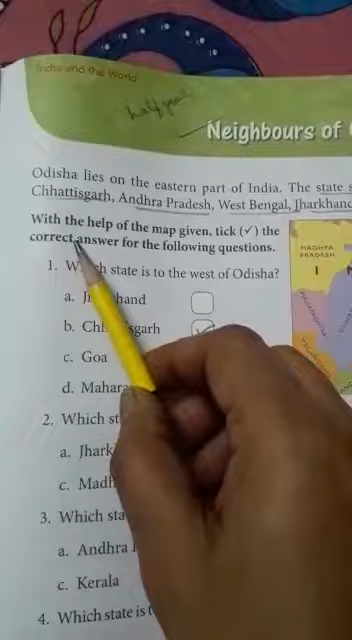 India and the World
Neighbours of
Odisha lies on the eastern part of India. The state
Chhattisgarh, Andhra Pradesh, West Bengal, Jharkhand
With the help of the map given, tick (✓) the
correct answer for the following questions.
1. Which state is to the west of Odisha?
a. J hand
b. Chh sgarh
c. Goa
d. Mahara
2. Which st
a. Jhark
c. Madh
3. Which sta
a. Andhra
c. Kerala
4. Which state is t
MADHYA
PRADESH